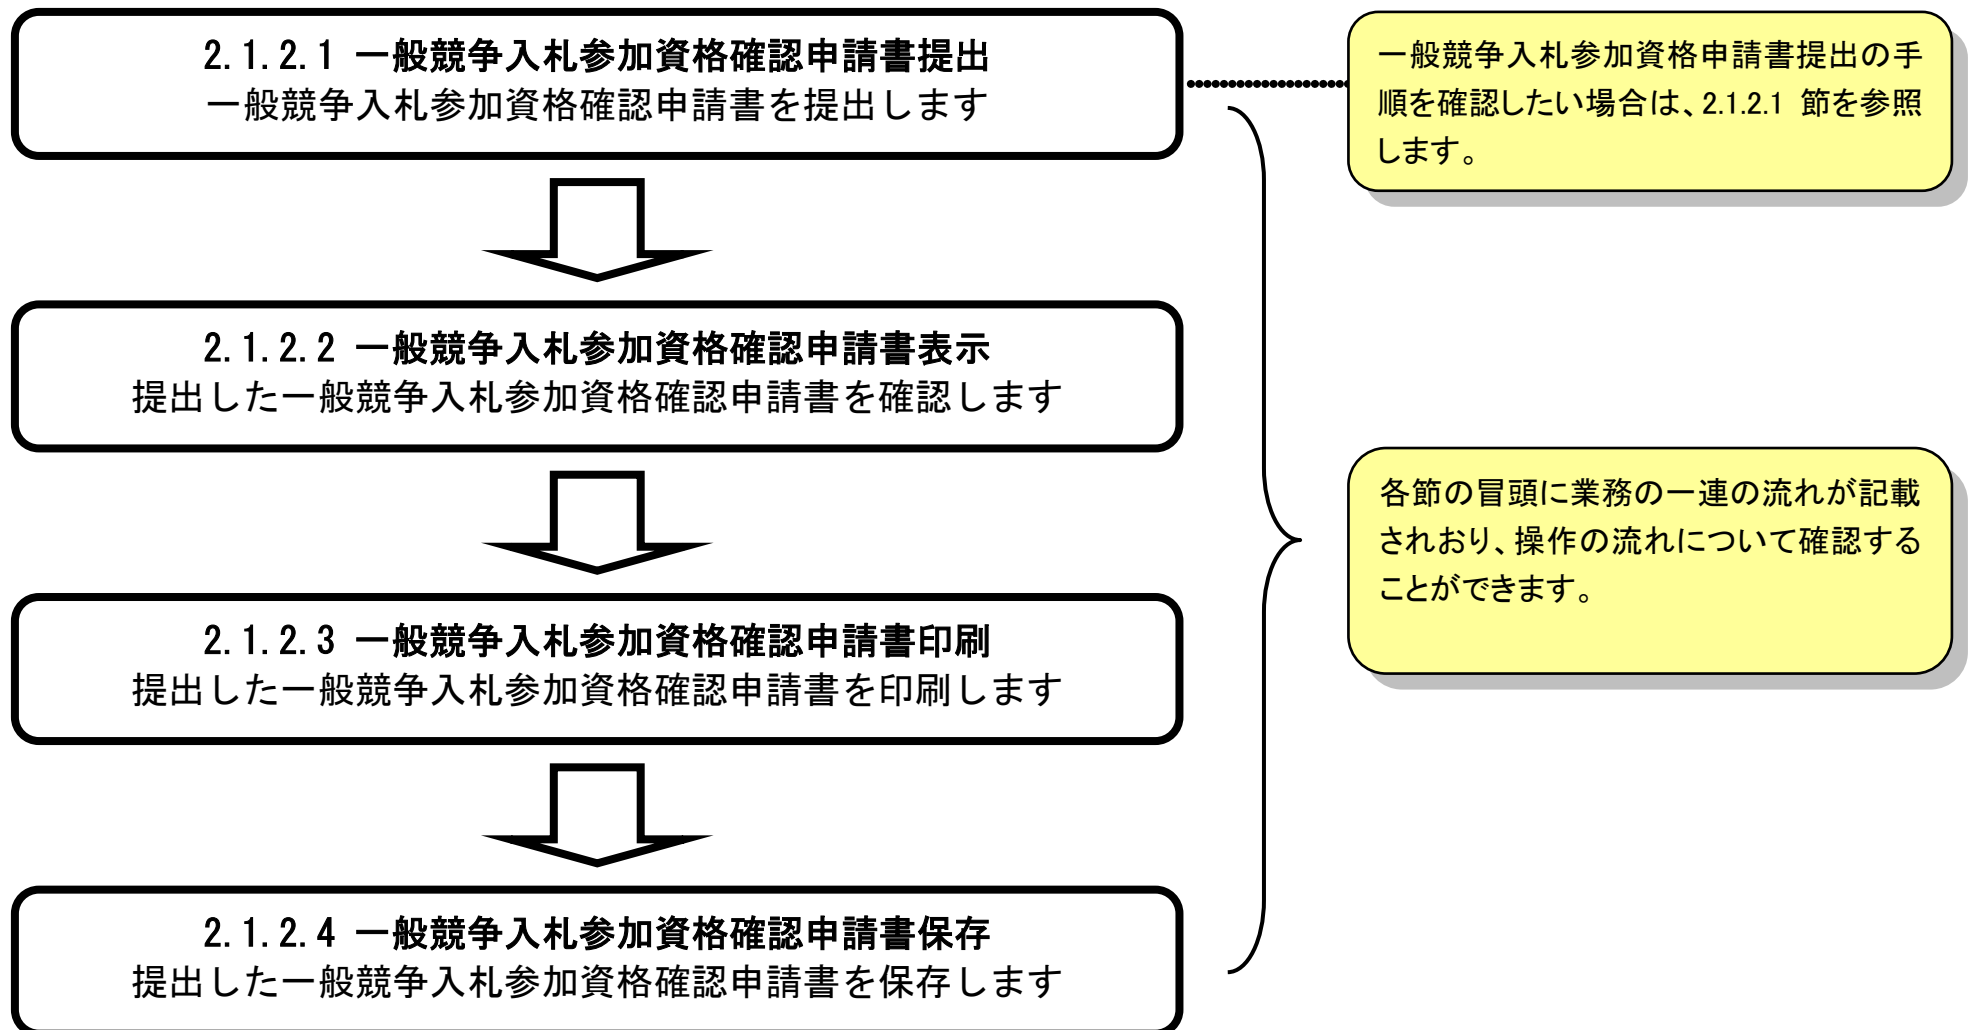 2.1.2.1 一般競争入札参加資格確認申請書提出
一般競争入札参加資格確認申請書を提出します
一般競争入札参加資格申請書提出の手
順を確認したい場合は、2.1.2.1 節を参照
します。
2.1.2.2 一般競争入札参加資格確認申請書表示
提出した一般競争入札参加資格確認申請書を確認します
各節の冒頭に業務の一連の流れが記載
されおり、操作の流れについて確認する
ことができます。
2.1.2.3 一般競争入札参加資格確認申請書印刷
提出した一般競争入札参加資格確認申請書を印刷します
2.1.2.4 一般競争入札参加資格確認申請書保存
提出した一般競争入札参加資格確認申請書を保存します